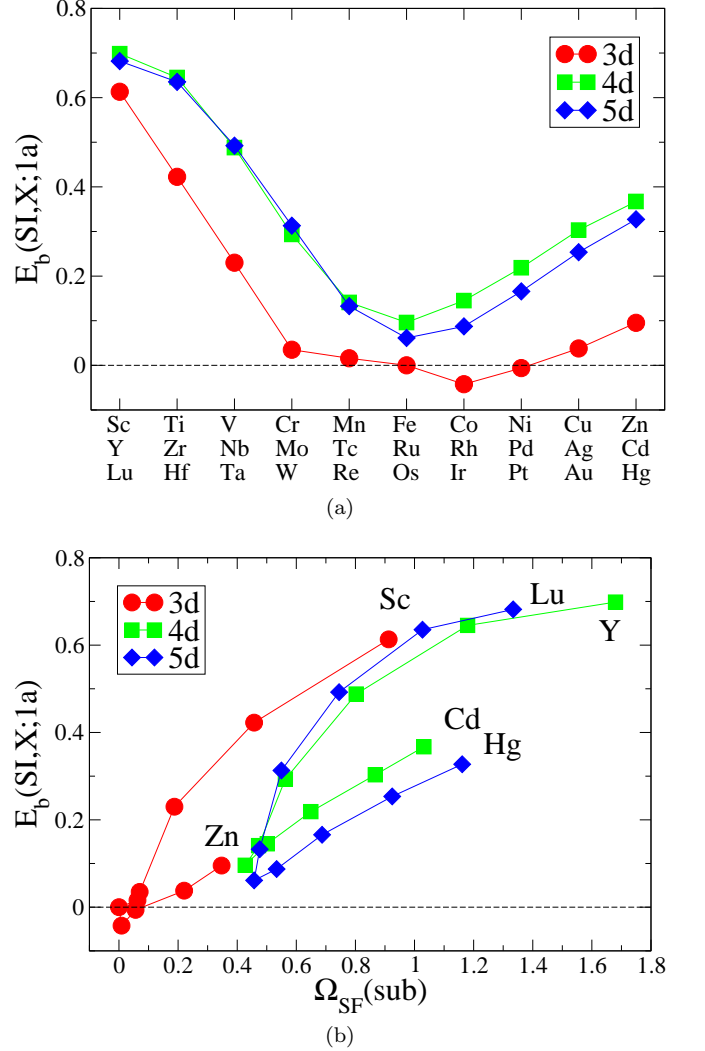 0.8
0.6
0.4
0.2
0
E_b(SI,X;1a)
3d
4d
5d
Sc Ti V Cr Mn Fe Co Ni Cu Zn
Y Zr Nb Mo Tc Ru Rh Pd Ag Cd
Lu Hf Ta W Re Os Ir Pt Au Hg
(a)
0.8
0.6
0.4
0.2
0
E_b(SI,X;1a)
3d
4d
5d
Sc
Lu
Y
Cd
Hg
Zn
0 0.2 0.4 0.6 0.8 1 1.2 1.4 1.6 1.8
Ω_SF(sub)
(b)